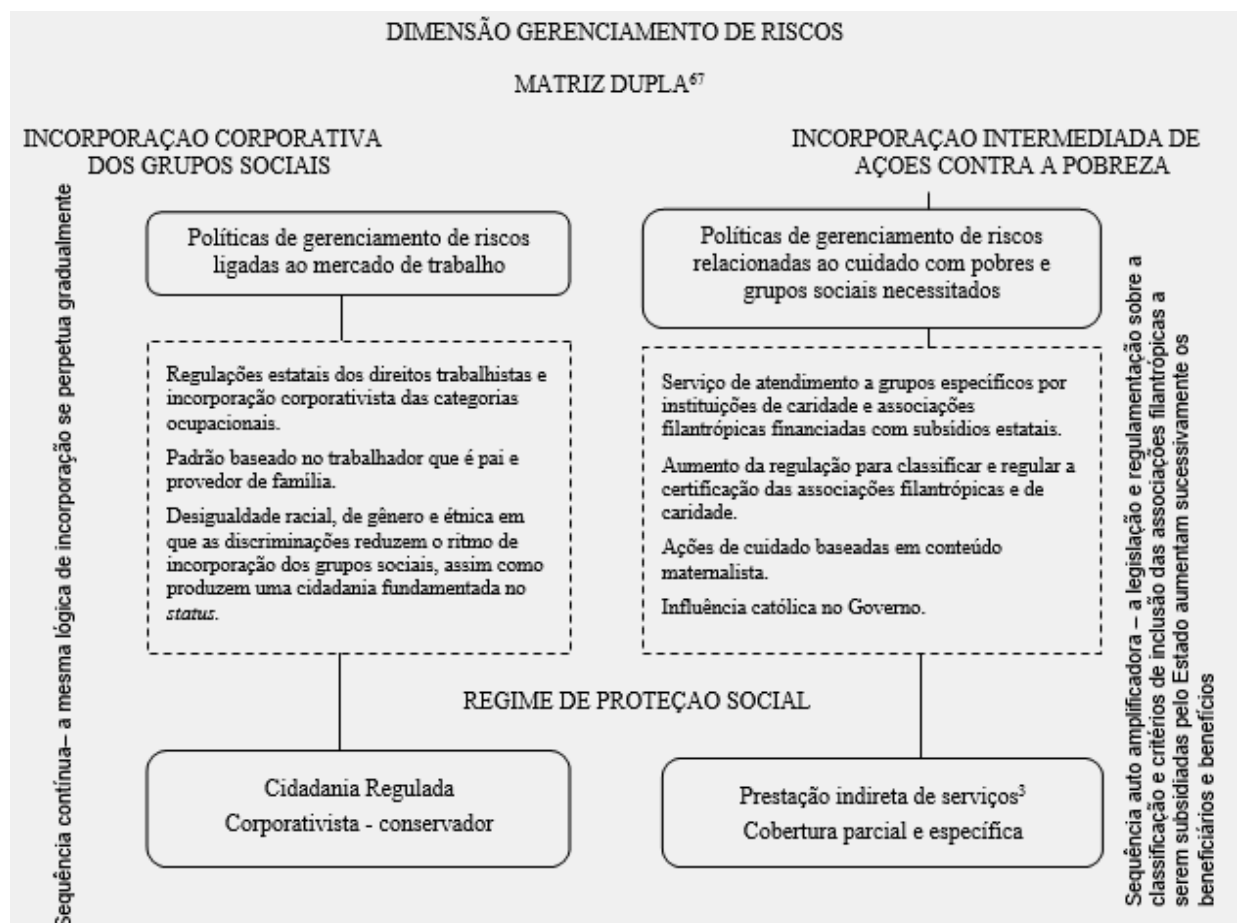 DIMENSÃO GERENCIAMENTO DE RISCOS
MATRIZ DUPLA⁶⁷
INCORPORAÇAO CORPORATIVA
DOS GRUPOS SOCIAIS
INCORPORAÇAO INTERMEDIADA DE
AÇOES CONTRA A POBREZA
Sequência contínua– a mesma lógica de incorporação se perpetua gradualmente
Políticas de gerenciamento de riscos
ligadas ao mercado de trabalho
Regulações estatais dos direitos trabalhistas e
incorporação corporativista das categorias
ocupacionais.
Padrão baseado no trabalhador que é pai e
provedor de família.
Desigualdade racial, de gênero e étnica em
que as discriminações reduzem o ritmo de
incorporação dos grupos sociais, assim como
produzem uma cidadania fundamentada no
status.
Políticas de gerenciamento de riscos
relacionadas ao cuidado com pobres e
grupos sociais necessitados
Serviço de atendimento a grupos específicos por
instituições de caridade e associações
filantrópicas financiadas com subsídios estatais.
Aumento da regulação para classificar e regular a
certificação das associações filantrópicas e de
caridade.
Ações de cuidado baseadas em conteúdo
maternalista.
Influência católica no Governo.
Sequência auto amplificadora – a legislação e regulamentação sobre a
classificação e critérios de inclusão das associações filantrópicas a
serem subsidiadas pelo Estado aumentam sucessivamente os
beneficiários e benefícios
REGIME DE PROTEÇAO SOCIAL
Cidadania Regulada
Corporativista - conservador
Prestação indireta de serviços³
Cobertura parcial e específica